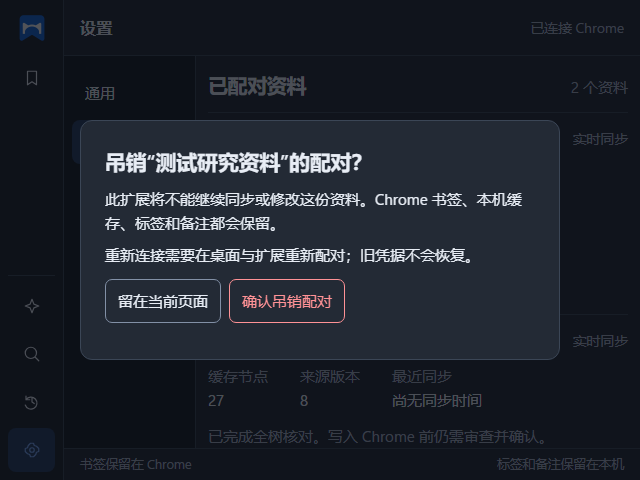 设置
已连接 Chrome
通用
已配对资料
2 个资料
实时同步
吊销“测试研究资料”的配对？
此扩展将不能继续同步或修改这份资料。Chrome 书签、本机缓
存、标签和备注都会保留。
重新连接需要在桌面与扩展重新配对；旧凭据不会恢复。
留在当前页面
确认吊销配对
实时同步
缓存节点
来源版本
最近同步
27
8
尚无同步时间
已完成全树核对。写入 Chrome 前仍需审查并确认。
书签保留在 Chrome
标签和备注保留在本机